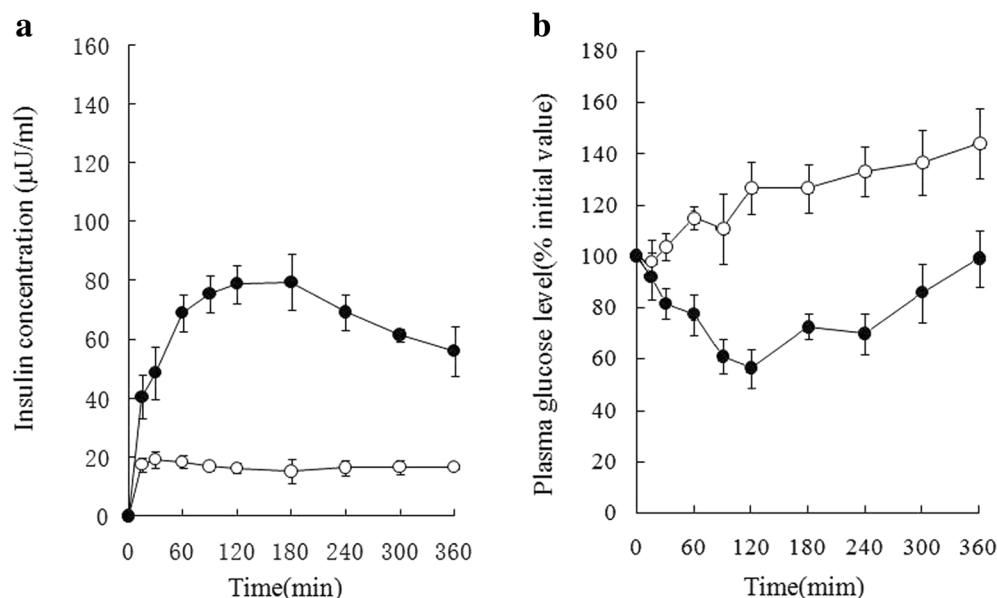 a
Insulin concentration (μU/ml)
160
140
120
100
80
60
40
20
0
0 60 120 180 240 300 360
Time(min)
b
Plasma glucose level(% initial value)
180
160
140
120
100
80
60
40
20
0
0 60 120 180 240 300 360
Time(mim)